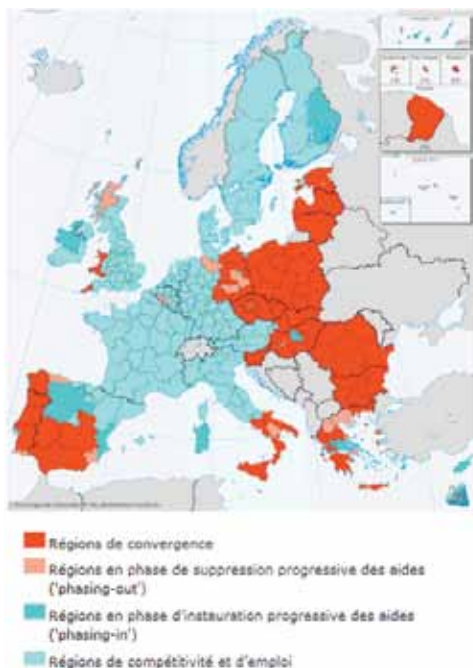 Régions de convergence
Régions en phase de suppression progressive des aides
('phasing-out')
Régions en phase d'instauration progressive des aides
('phasing-in')
Régions de compétitivité et d'emploi